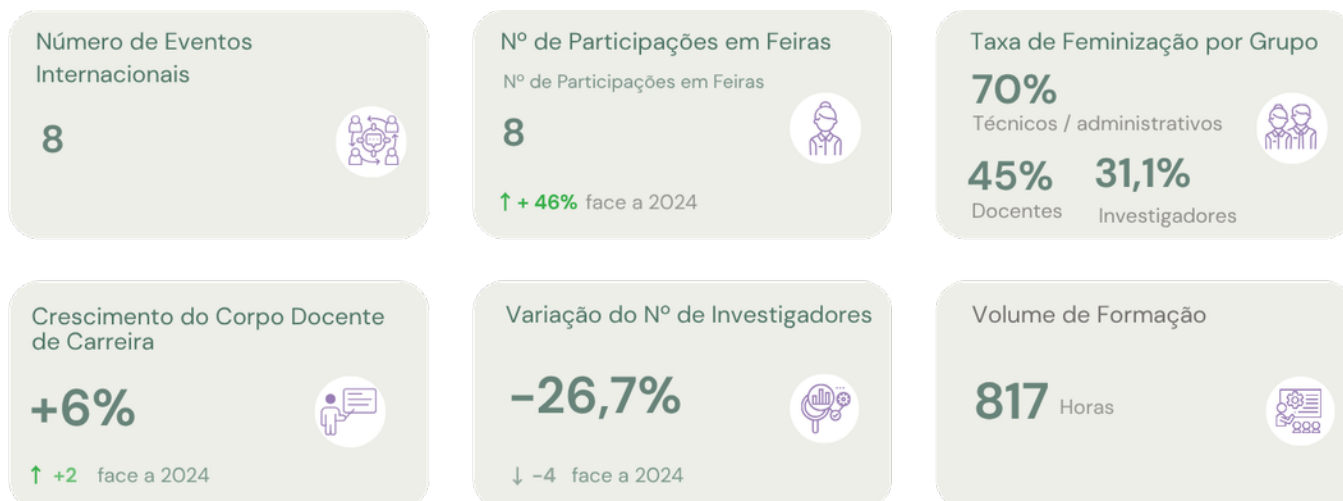 Número de Eventos
Internacionais
8
Nº de Participações em Feiras
Nº de Participações em Feiras
8
↑ + 46% face a 2024
Taxa de Feminização por Grupo
70%
Técnicos / administrativos
45%
Docentes
31,1%
Investigadores
Crescimento do Corpo Docente
de Carreira
+6%
↑ +2 face a 2024
Variação do Nº de Investigadores
-26,7%
↓ -4 face a 2024
Volume de Formação
817 Horas